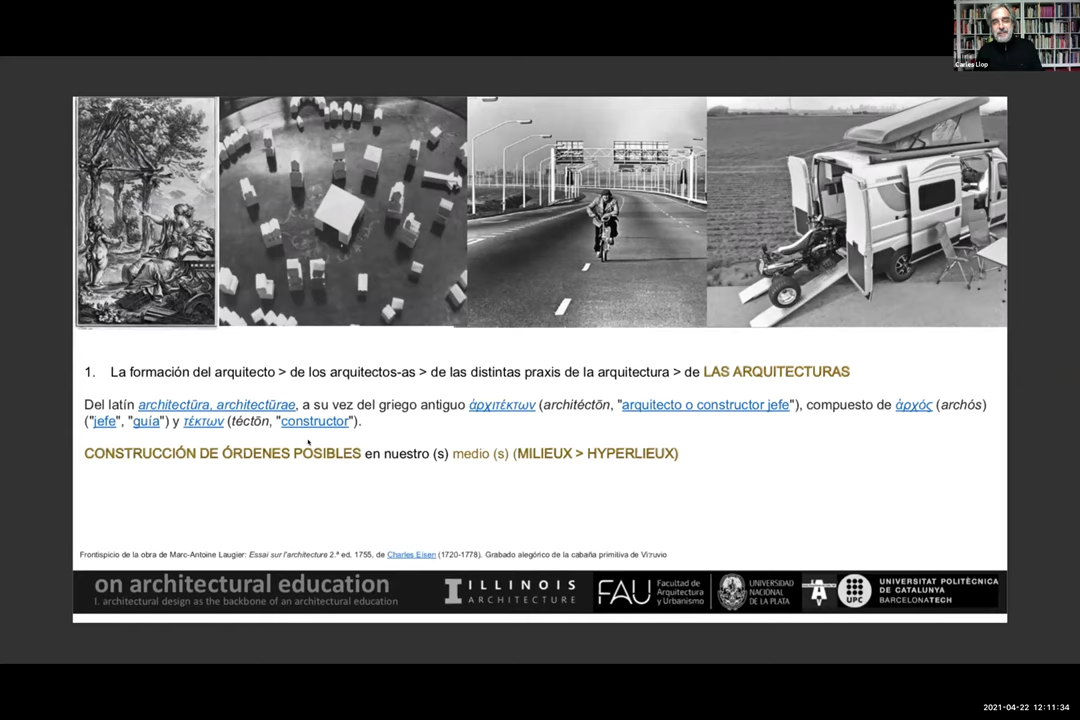 Carles Llop
1. La formación del arquitecto > de los arquitectos-as > de las distintas praxis de la arquitectura > de LAS ARQUITECTURAS
Del latín architectūra, architectūrae, a su vez del griego antiguo ἀρχιτέκτων (architéctōn, "arquitecto o constructor jefe"), compuesto de ἀρχός (archós)
("jefe", "guía") y τέκτων (téctōn, "constructor").
CONSTRUCCIÓN DE ÓRDENES POSIBLES en nuestro (s) medio (s) (MILIEUX > HYPERLIEUX)
Frontispicio de la obra de Marc-Antoine Laugier: Essai sur l'architecture 2.ª ed. 1755, de Charles Eisen (1720-1778). Grabado alegórico de la cabaña primitiva de Vitruvio
on architectural education
I. architectural design as the backbone of an architectural education
ILLINOIS
ARCHITECTURE
FAU
Facultad de
Arquitectura
y Urbanismo
UNIVERSIDAD
NACIONAL
DE LA PLATA
UPC
UNIVERSITAT POLITÈCNICA
DE CATALUNYA
BARCELONATECH
2021-04-22 12:11:34